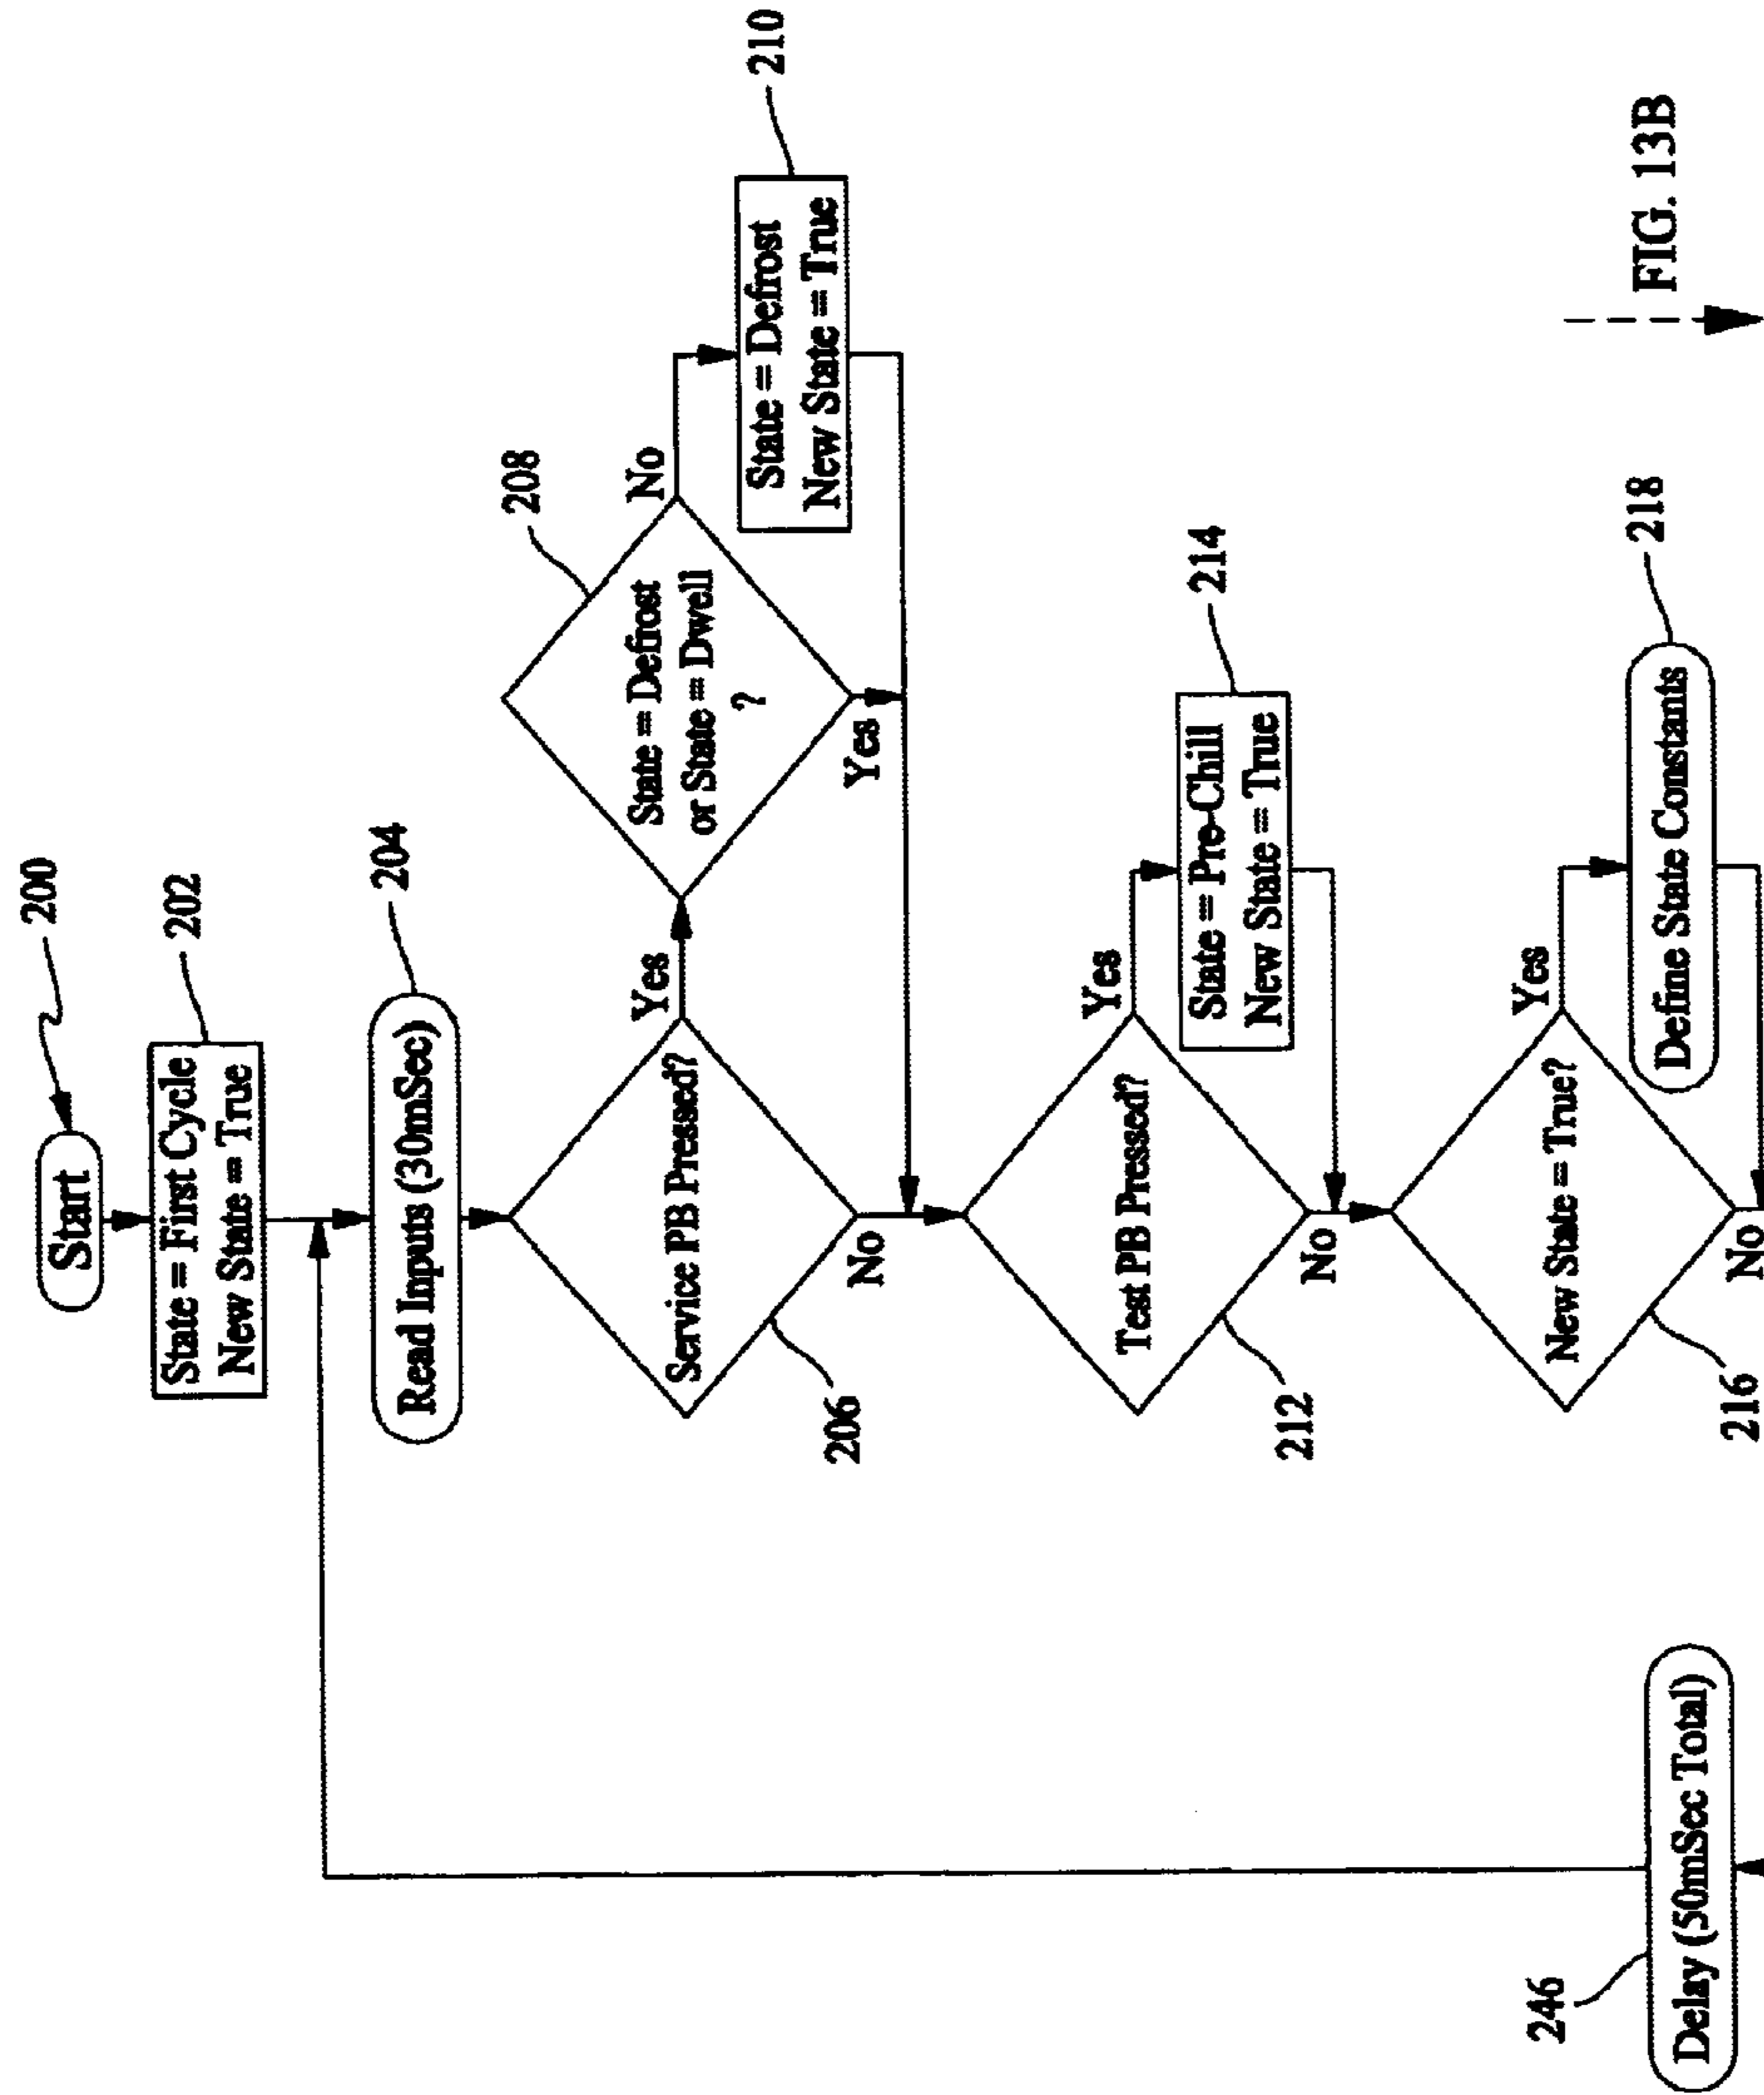 200
Start
202
State = First Cycle
New State = True
204
Read Inputs (30mSec)
206
Service PB Pressed?
Yes
No
208
State = Defrost
or State = Dwell
?
No
Yes
210
State = Defrost
New State = True
212
Test PB Pressed?
Yes
No
214
State = Pre-Chill
New State = True
216
New State = True?
Yes
No
218
Define State Constants
246
Delay (50mSec Total)
FIG. 13B